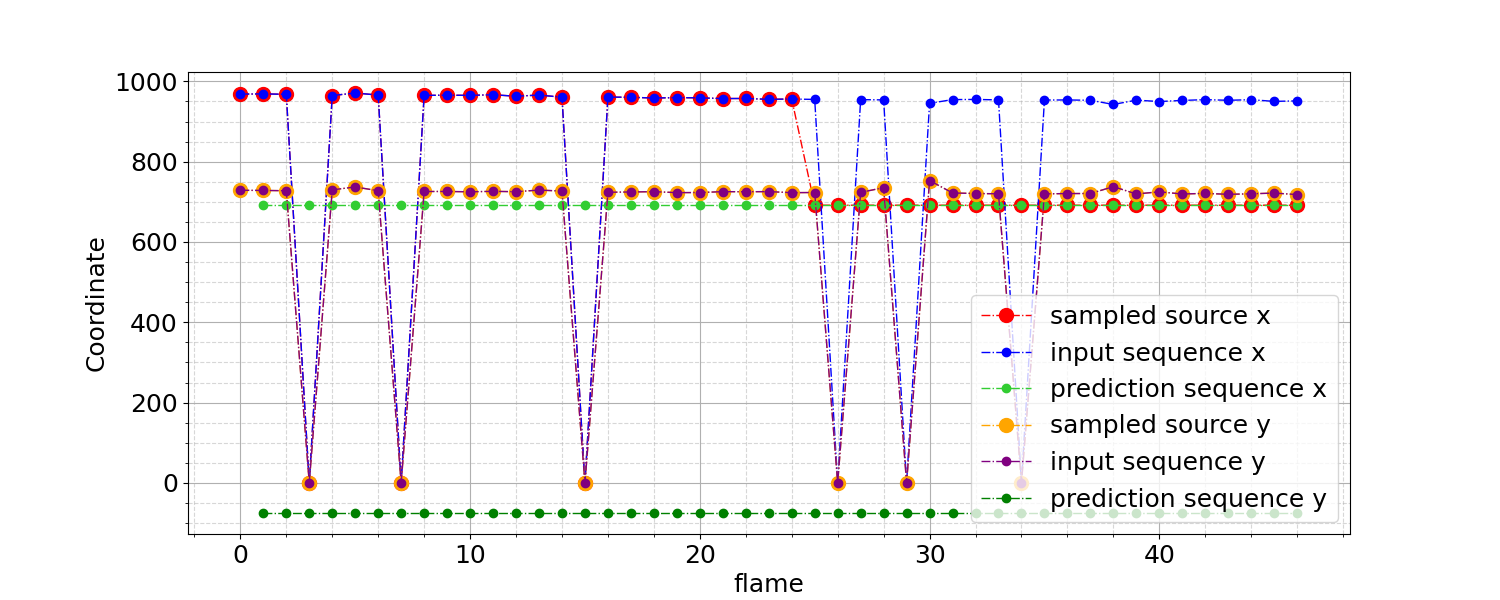 1000
800
600
400
200
0
Coordinate
sampled source x
input sequence x
prediction sequence x
sampled source y
input sequence y
prediction sequence y
0 10 20 30 40
flame